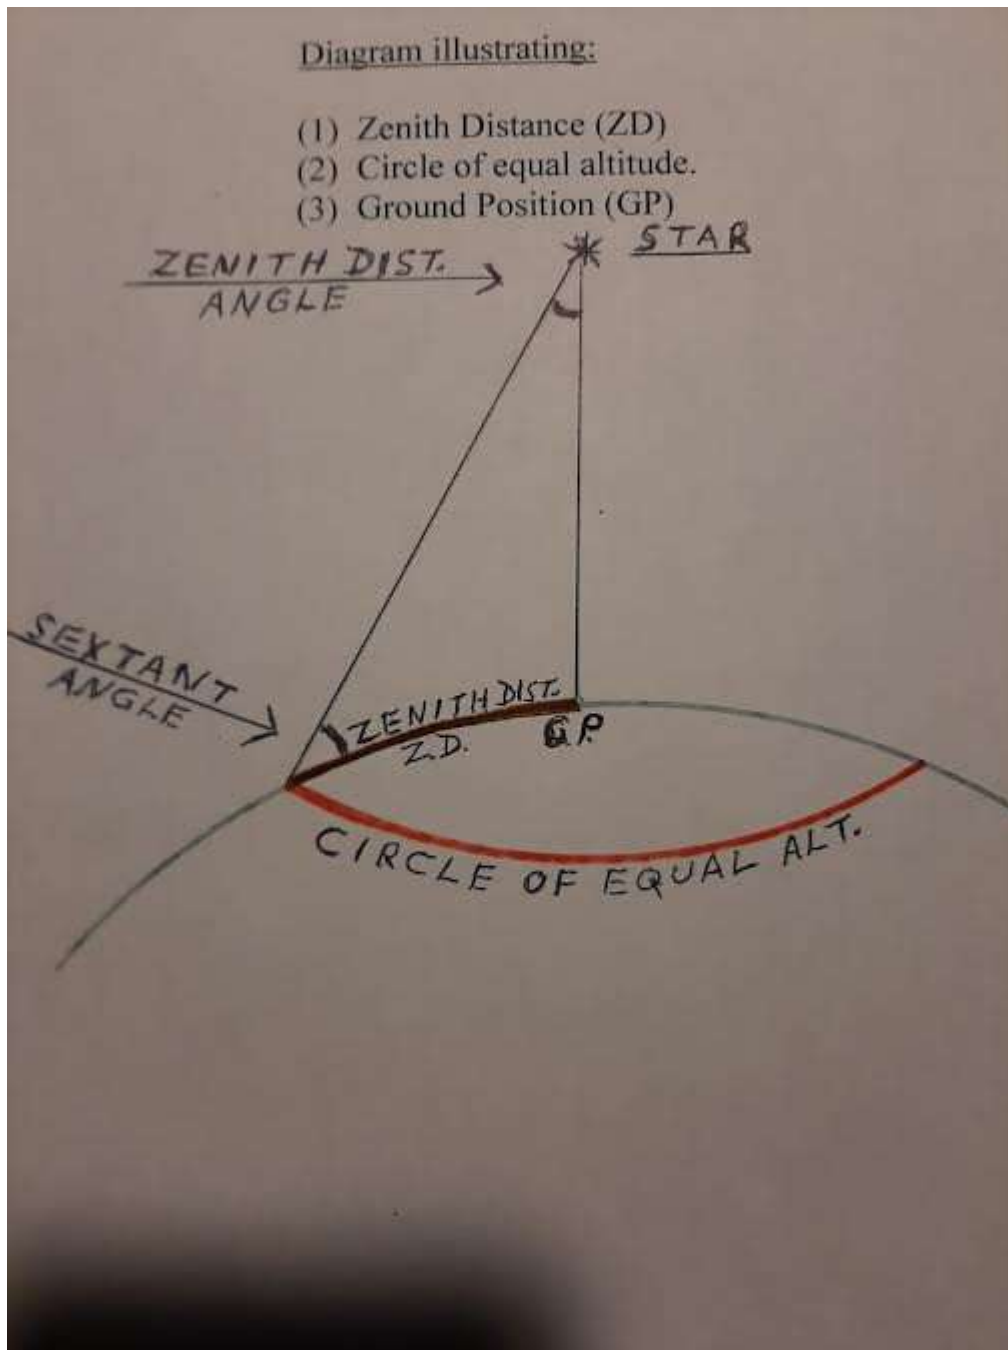 Diagram illustrating:
(1) Zenith Distance (ZD)
(2) Circle of equal altitude.
(3) Ground Position (GP)
STAR
ZENITH DIST.
ANGLE
SEXTANT
ANGLE
ZENITH DIST.
Z.D.
G.P.
CIRCLE OF EQUAL ALT.